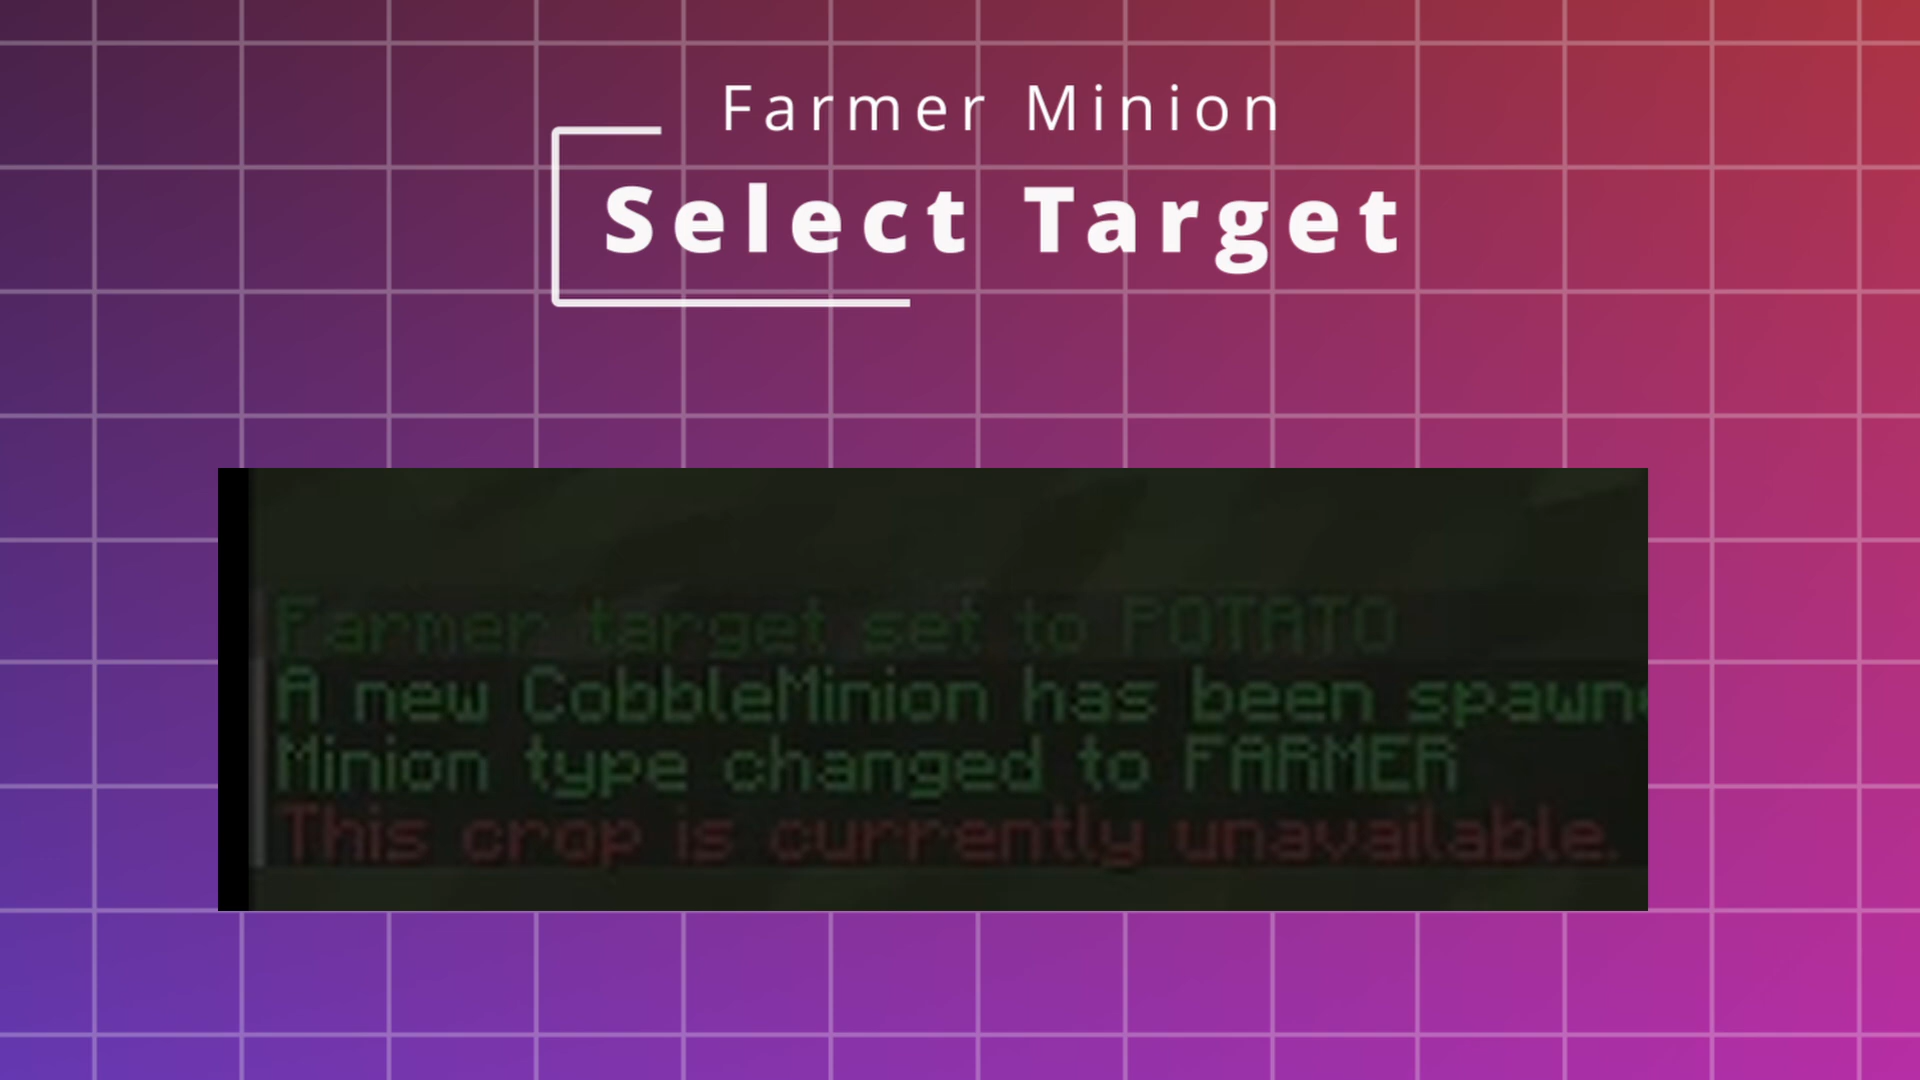 Farmer Minion
Select Target
Farmer target set to POTATO
A new CobbleMinion has been spawne
Minion type changed to FARMER
This crop is currently unavailable.